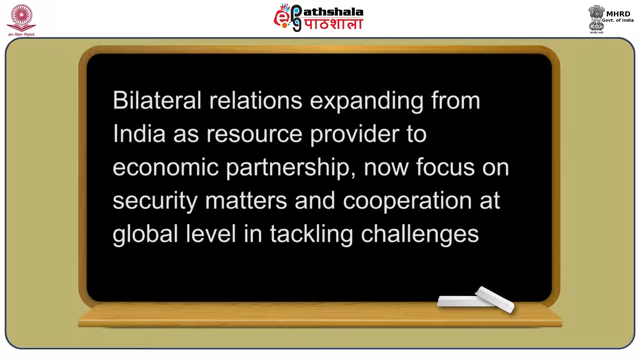 ePathshala
पाठशाला
MHRD
Govt. of India
Bilateral relations expanding from
India as resource provider to
economic partnership, now focus on
security matters and cooperation at
global level in tackling challenges